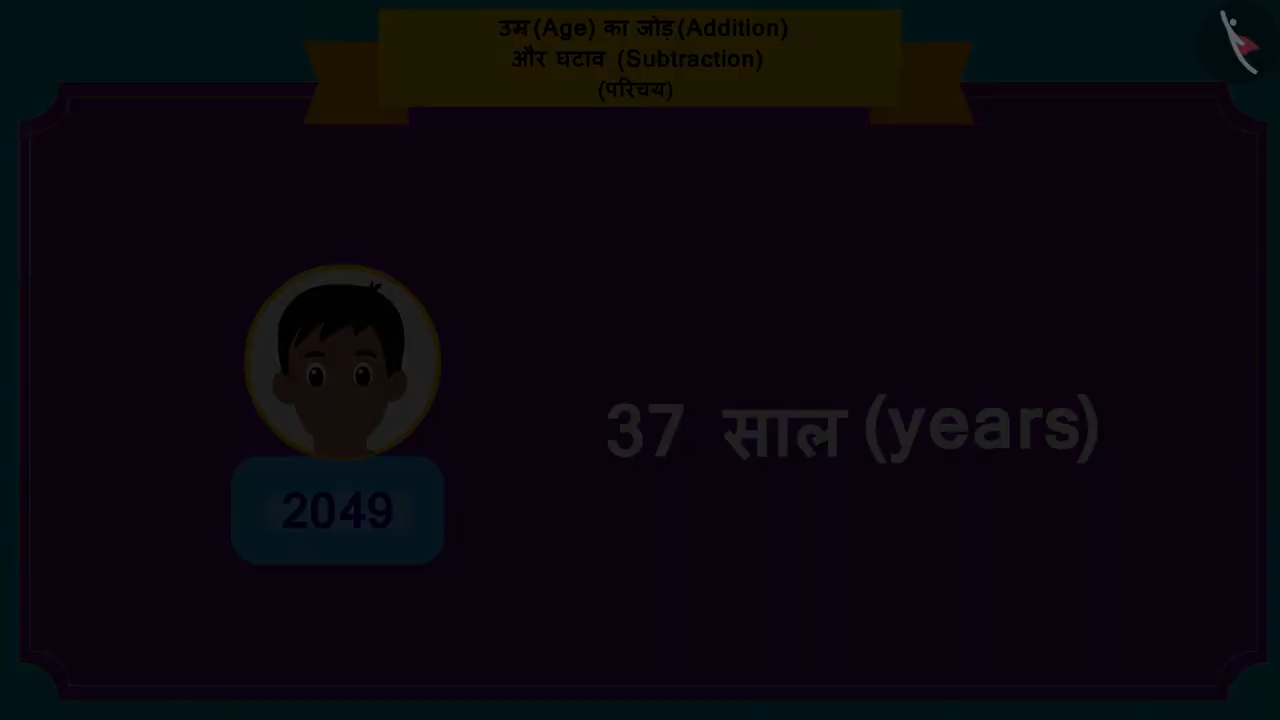 उम्र (Age) का जोड़ (Addition)
और घटाव (Subtraction)
(परिचय)
37 साल (years)
2049